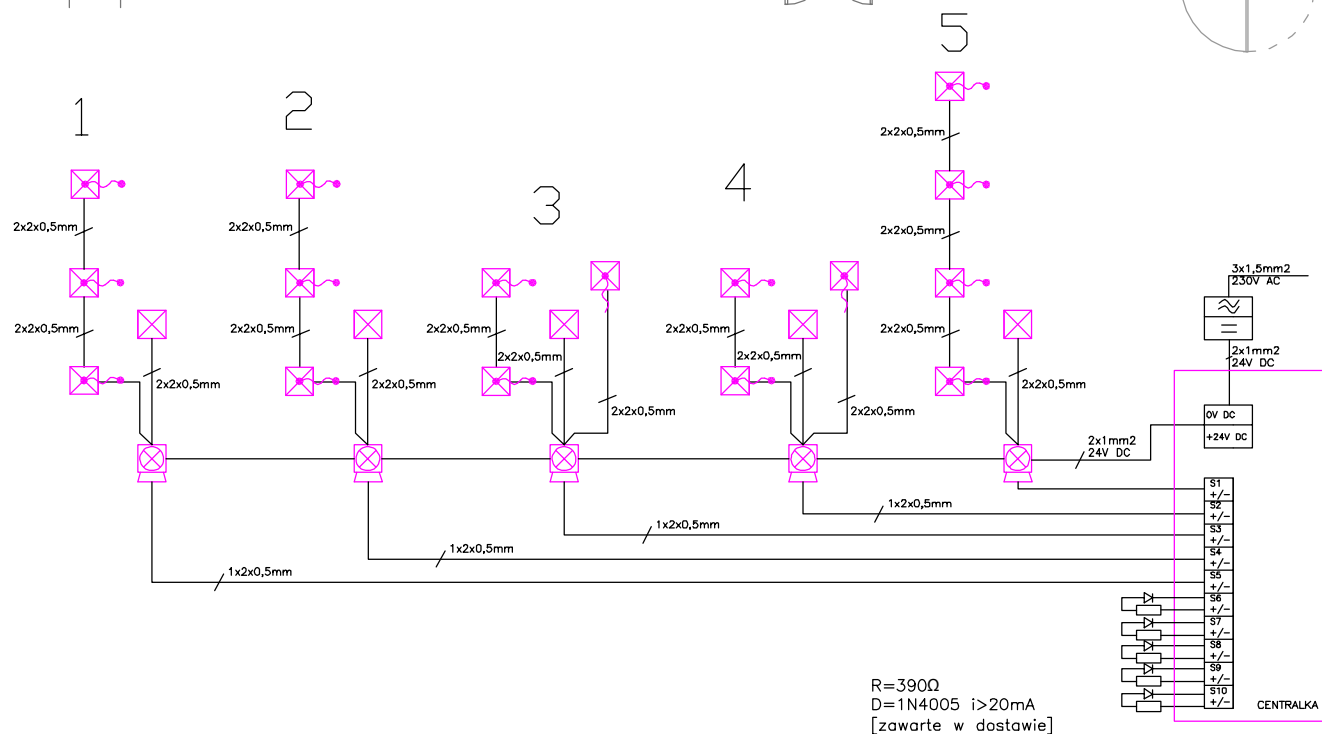 5
1
2
2x2x0,5mm
4
3
2x2x0,5mm
2x2x0,5mm
2x2x0,5mm
3x1,5mm2
230V AC
2x2x0,5mm
2x2x0,5mm
2x2x0,5mm
2x2x0,5mm
2x2x0,5mm
2x2x0,5mm
2x2x0,5mm
2x1mm2
24V DC
2x2x0,5mm
2x2x0,5mm
2x2x0,5mm
2x2x0,5mm
2x2x0,5mm
2x2x0,5mm
0V DC
+24V DC
2x1mm2
24V DC
S1
+/-
1x2x0,5mm
S2
+/-
1x2x0,5mm
S3
+/-
1x2x0,5mm
S4
+/-
1x2x0,5mm
S5
+/-
S6
+/-
S7
+/-
S8
+/-
S9
+/-
S10
+/-
R=390Ω
D=1N4005 i>20mA
[zawarte w dostawie]
CENTRALKA